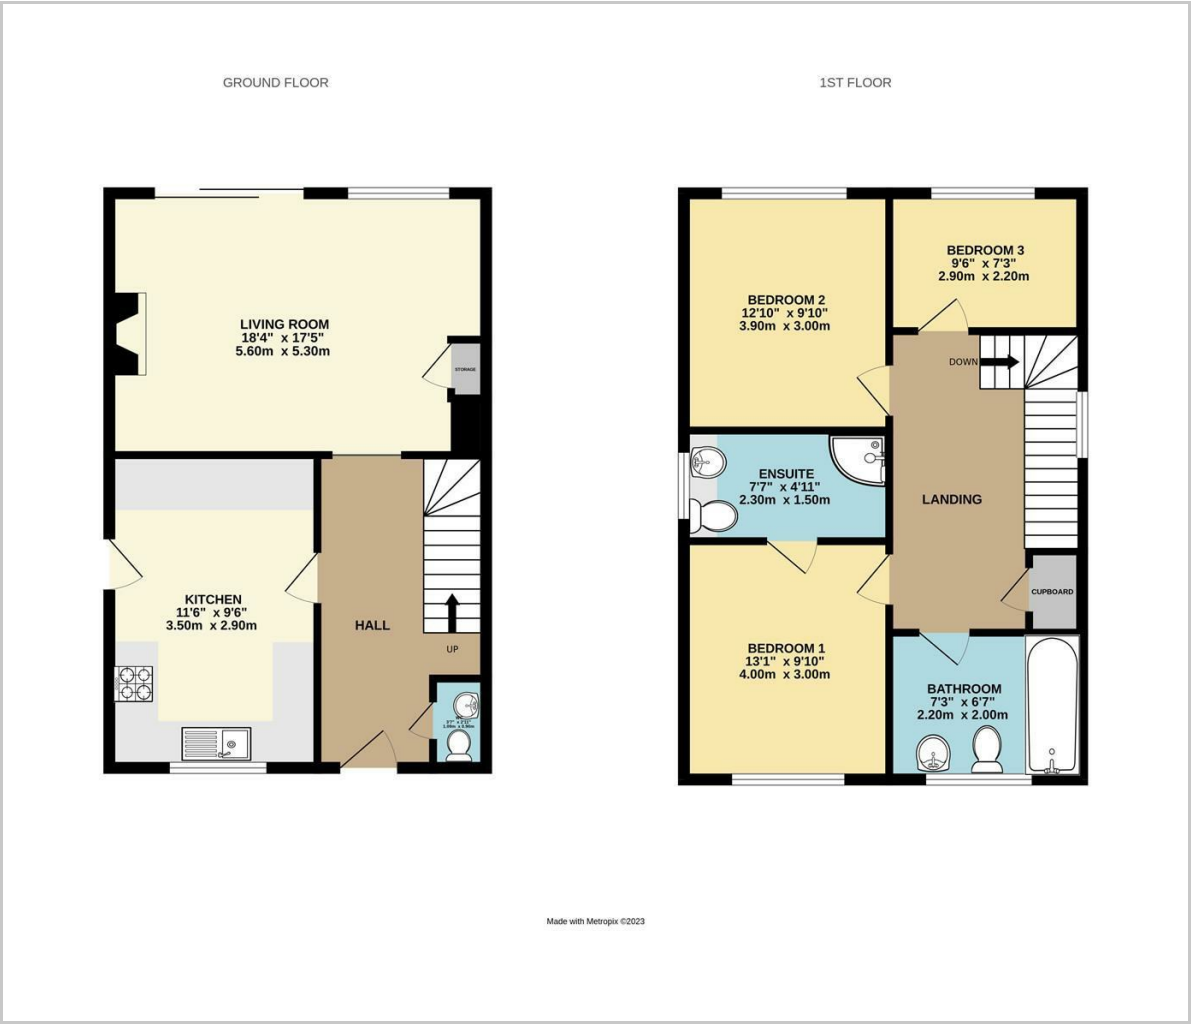 GROUND FLOOR
1ST FLOOR
LIVING ROOM
18'4" x 17'5"
5.60m x 5.30m
STORAGE
KITCHEN
11'6" x 9'6"
3.50m x 2.90m
HALL
UP
BEDROOM 2
12'10" x 9'10"
3.90m x 3.00m
BEDROOM 3
9'6" x 7'3"
2.90m x 2.20m
DOWN
ENSUITE
7'7" x 4'11"
2.30m x 1.50m
LANDING
CUPBOARD
BEDROOM 1
13'1" x 9'10"
4.00m x 3.00m
BATHROOM
7'3" x 6'7"
2.20m x 2.00m
Made with Metropix ©2023